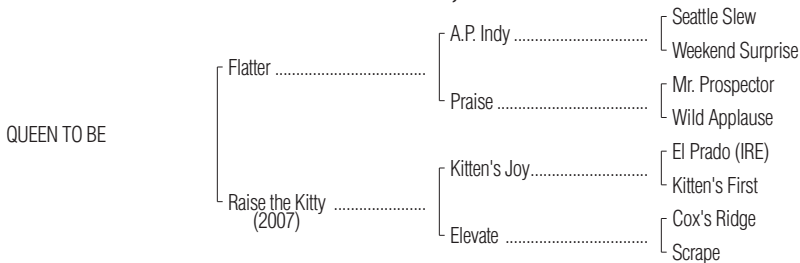 Seattle Slew
A.P. Indy ..................................
Weekend Surprise
Flatter ......................................
Mr. Prospector
Praise ......................................
Wild Applause
QUEEN TO BE
El Prado (IRE)
Kitten's Joy.............................
Kitten's First
Raise the Kitty .......................
(2007)
Cox's Ridge
Elevate ...................................
Scrape